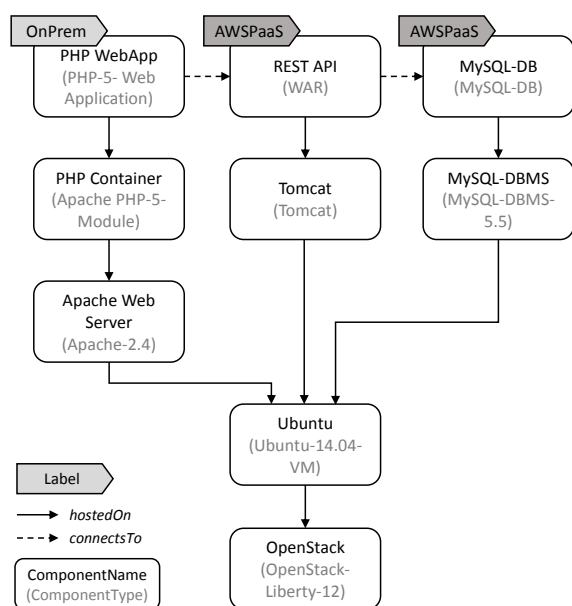 OnPrem
PHP WebApp
(PHP-5- Web
Application)
AWSPaaS
REST API
(WAR)
AWSPaaS
MySQL-DB
(MySQL-DB)
PHP Container
(Apache PHP-5-
Module)
Tomcat
(Tomcat)
MySQL-DBMS
(MySQL-DBMS-
5.5)
Apache Web
Server
(Apache-2.4)
Ubuntu
(Ubuntu-14.04-
VM)
OpenStack
(OpenStack-
Liberty-12)
Label
hostedOn
connectsTo
ComponentName
(ComponentType)